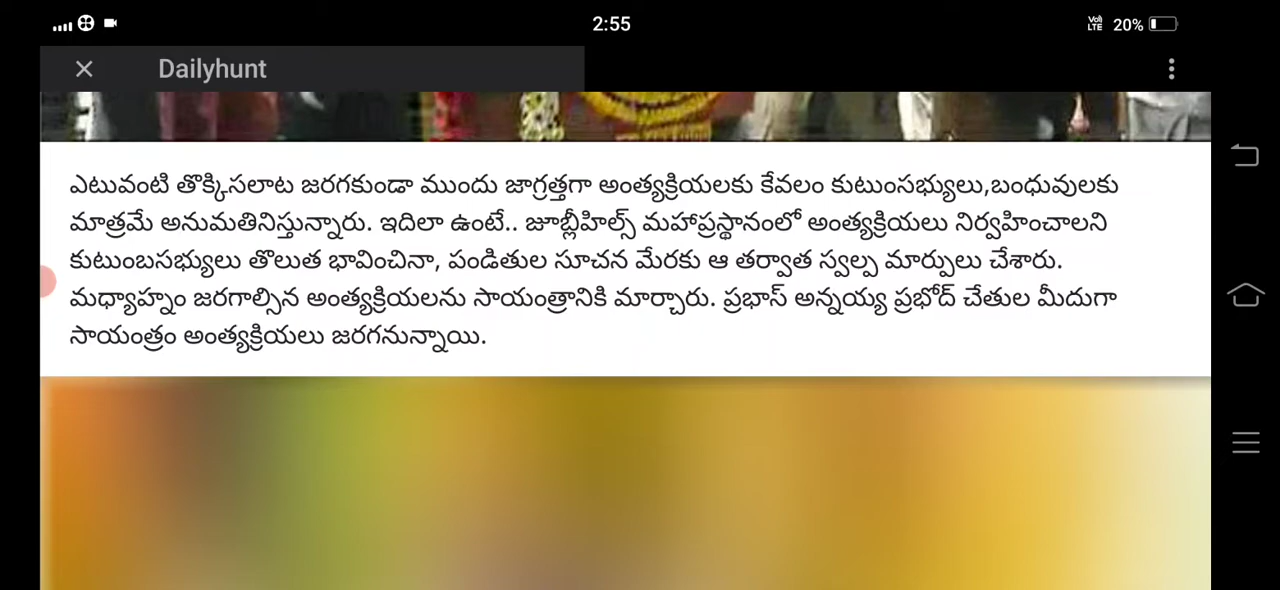 2:55
Vo) LTE 20%
Dailyhunt
ఎటువంటి తొక్కిసలాట జరగకుండా ముందు జాగ్రత్తగా అంత్యక్రియలకు కేవలం కుటుంసభ్యులు,బంధువులకు
మాత్రమే అనుమతినిస్తున్నారు. ఇదిలా ఉంటే.. జూబ్లీహిల్స్ మహాప్రస్థానంలో అంత్యక్రియలు నిర్వహించాలని
కుటుంబసభ్యులు తొలుత భావించినా, పండితుల సూచన మేరకు ఆ తర్వాత స్వల్ప మార్పులు చేశారు.
మధ్యాహ్నం జరగాల్సిన అంత్యక్రియలను సాయంత్రానికి మార్చారు. ప్రభాస్ అన్నయ్య ప్రభోద్ చేతుల మీదుగా
సాయంత్రం అంత్యక్రియలు జరగనున్నాయి.